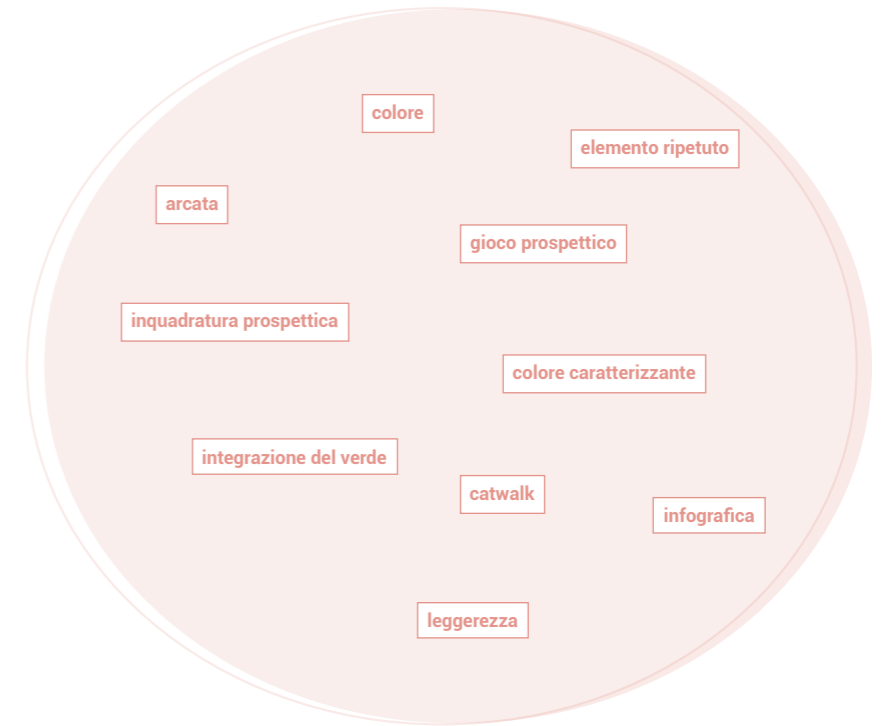 colore
elemento ripetuto
arcata
gioco prospettico
inquadratura prospettica
colore caratterizzante
integrazione del verde
catwalk
infografica
leggerezza